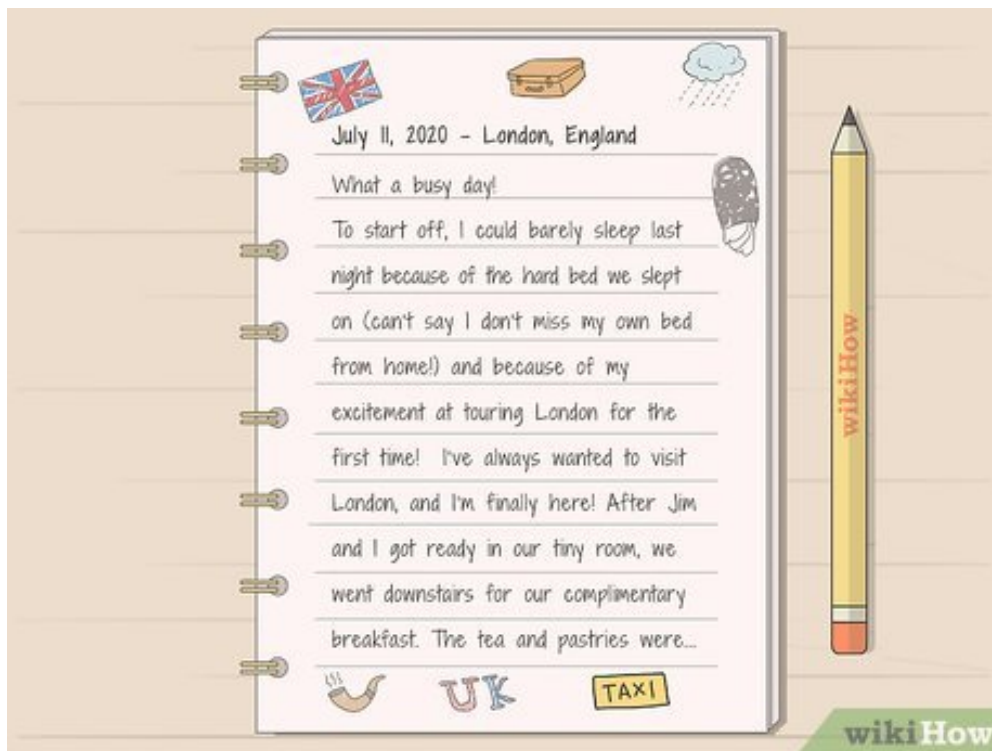 July 11, 2020 - London, England
What a busy day!
To start off, I could barely sleep last
night because of the hard bed we slept
on (can't say I don't miss my own bed
from home!) and because of my
excitement at touring London for the
first time! I've always wanted to visit
London, and I'm finally here! After Jim
and I got ready in our tiny room, we
went downstairs for our complimentary
breakfast. The tea and pastries were...
UK
TAXI
wikiHow
wikiHow